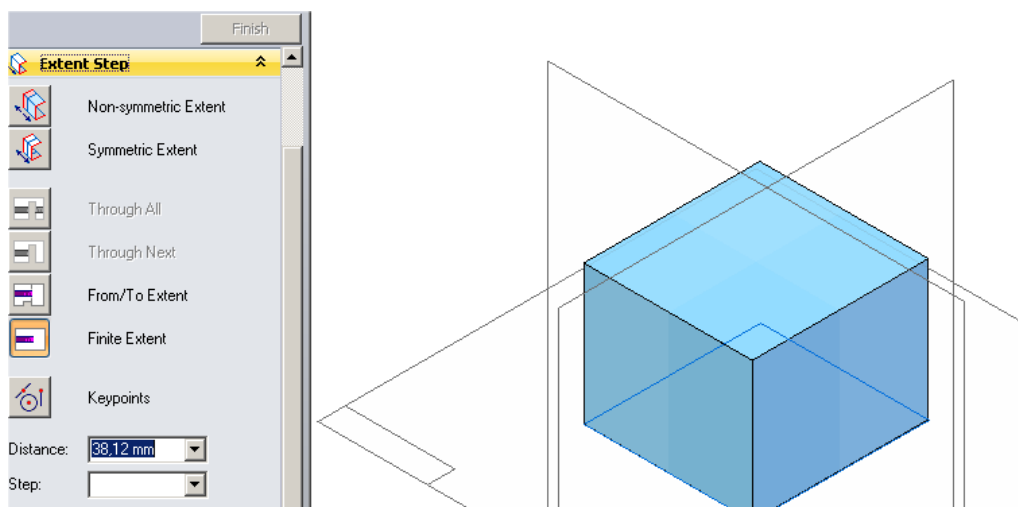 Finish
Extent Step
Non-symmetric Extent
Symmetric Extent
Through All
Through Next
From/To Extent
Finite Extent
Keypoints
Distance: 38,12 mm
Step: